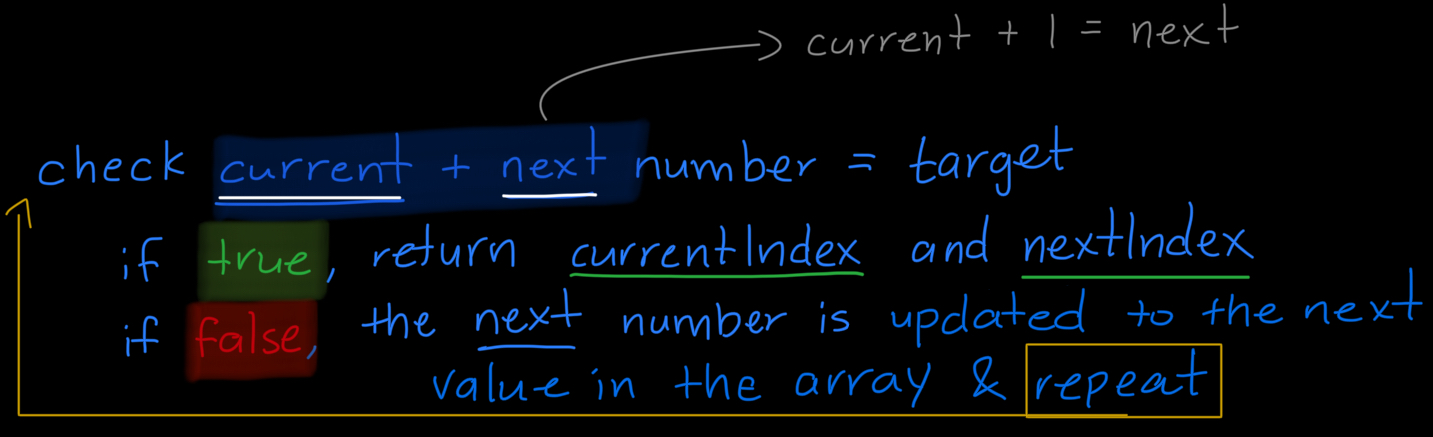 current + 1 = next
check current + next number = target
if true, return currentIndex and nextIndex
if false, the next number is updated to the next
value in the array & repeat